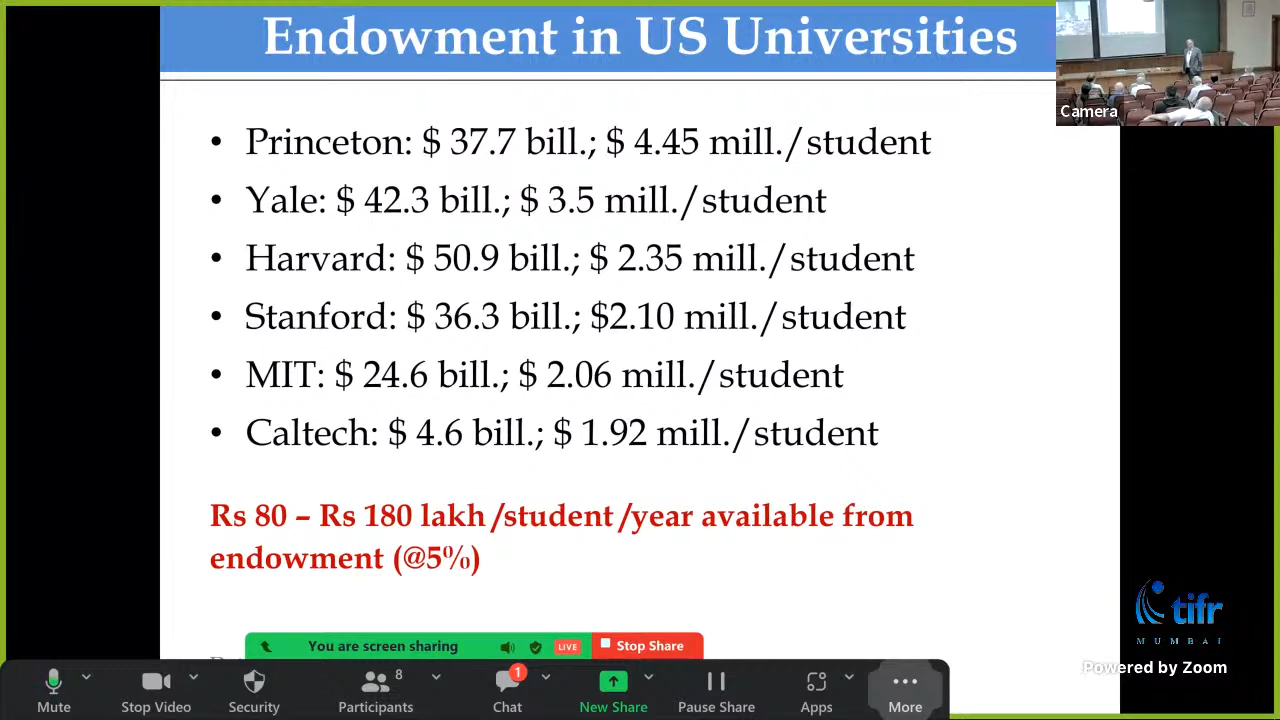 Endowment in US Universities
Camera
• Princeton: $ 37.7 bill.; $ 4.45 mill./student
• Yale: $ 42.3 bill.; $ 3.5 mill./student
• Harvard: $ 50.9 bill.; $ 2.35 mill./student
• Stanford: $ 36.3 bill.; $2.10 mill./student
• MIT: $ 24.6 bill.; $ 2.06 mill./student
• Caltech: $ 4.6 bill.; $ 1.92 mill./student
Rs 80 – Rs 180 lakh/student/year available from
endowment (@5%)
tifr
MUMBAI
Powered by Zoom
You are screen sharing
LIVE
Stop Share
8
1
Mute
Stop Video
Security
Participants
Chat
New Share
Pause Share
Apps
More